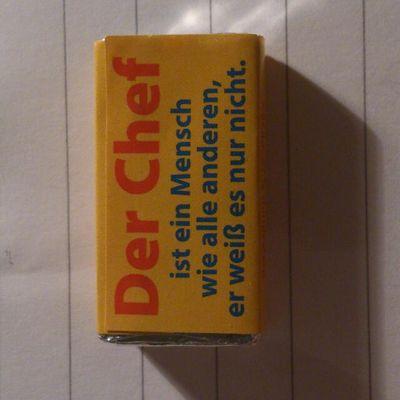 Der Chef
ist ein Mensch
wie alle anderen,
er weiß es nur nicht.